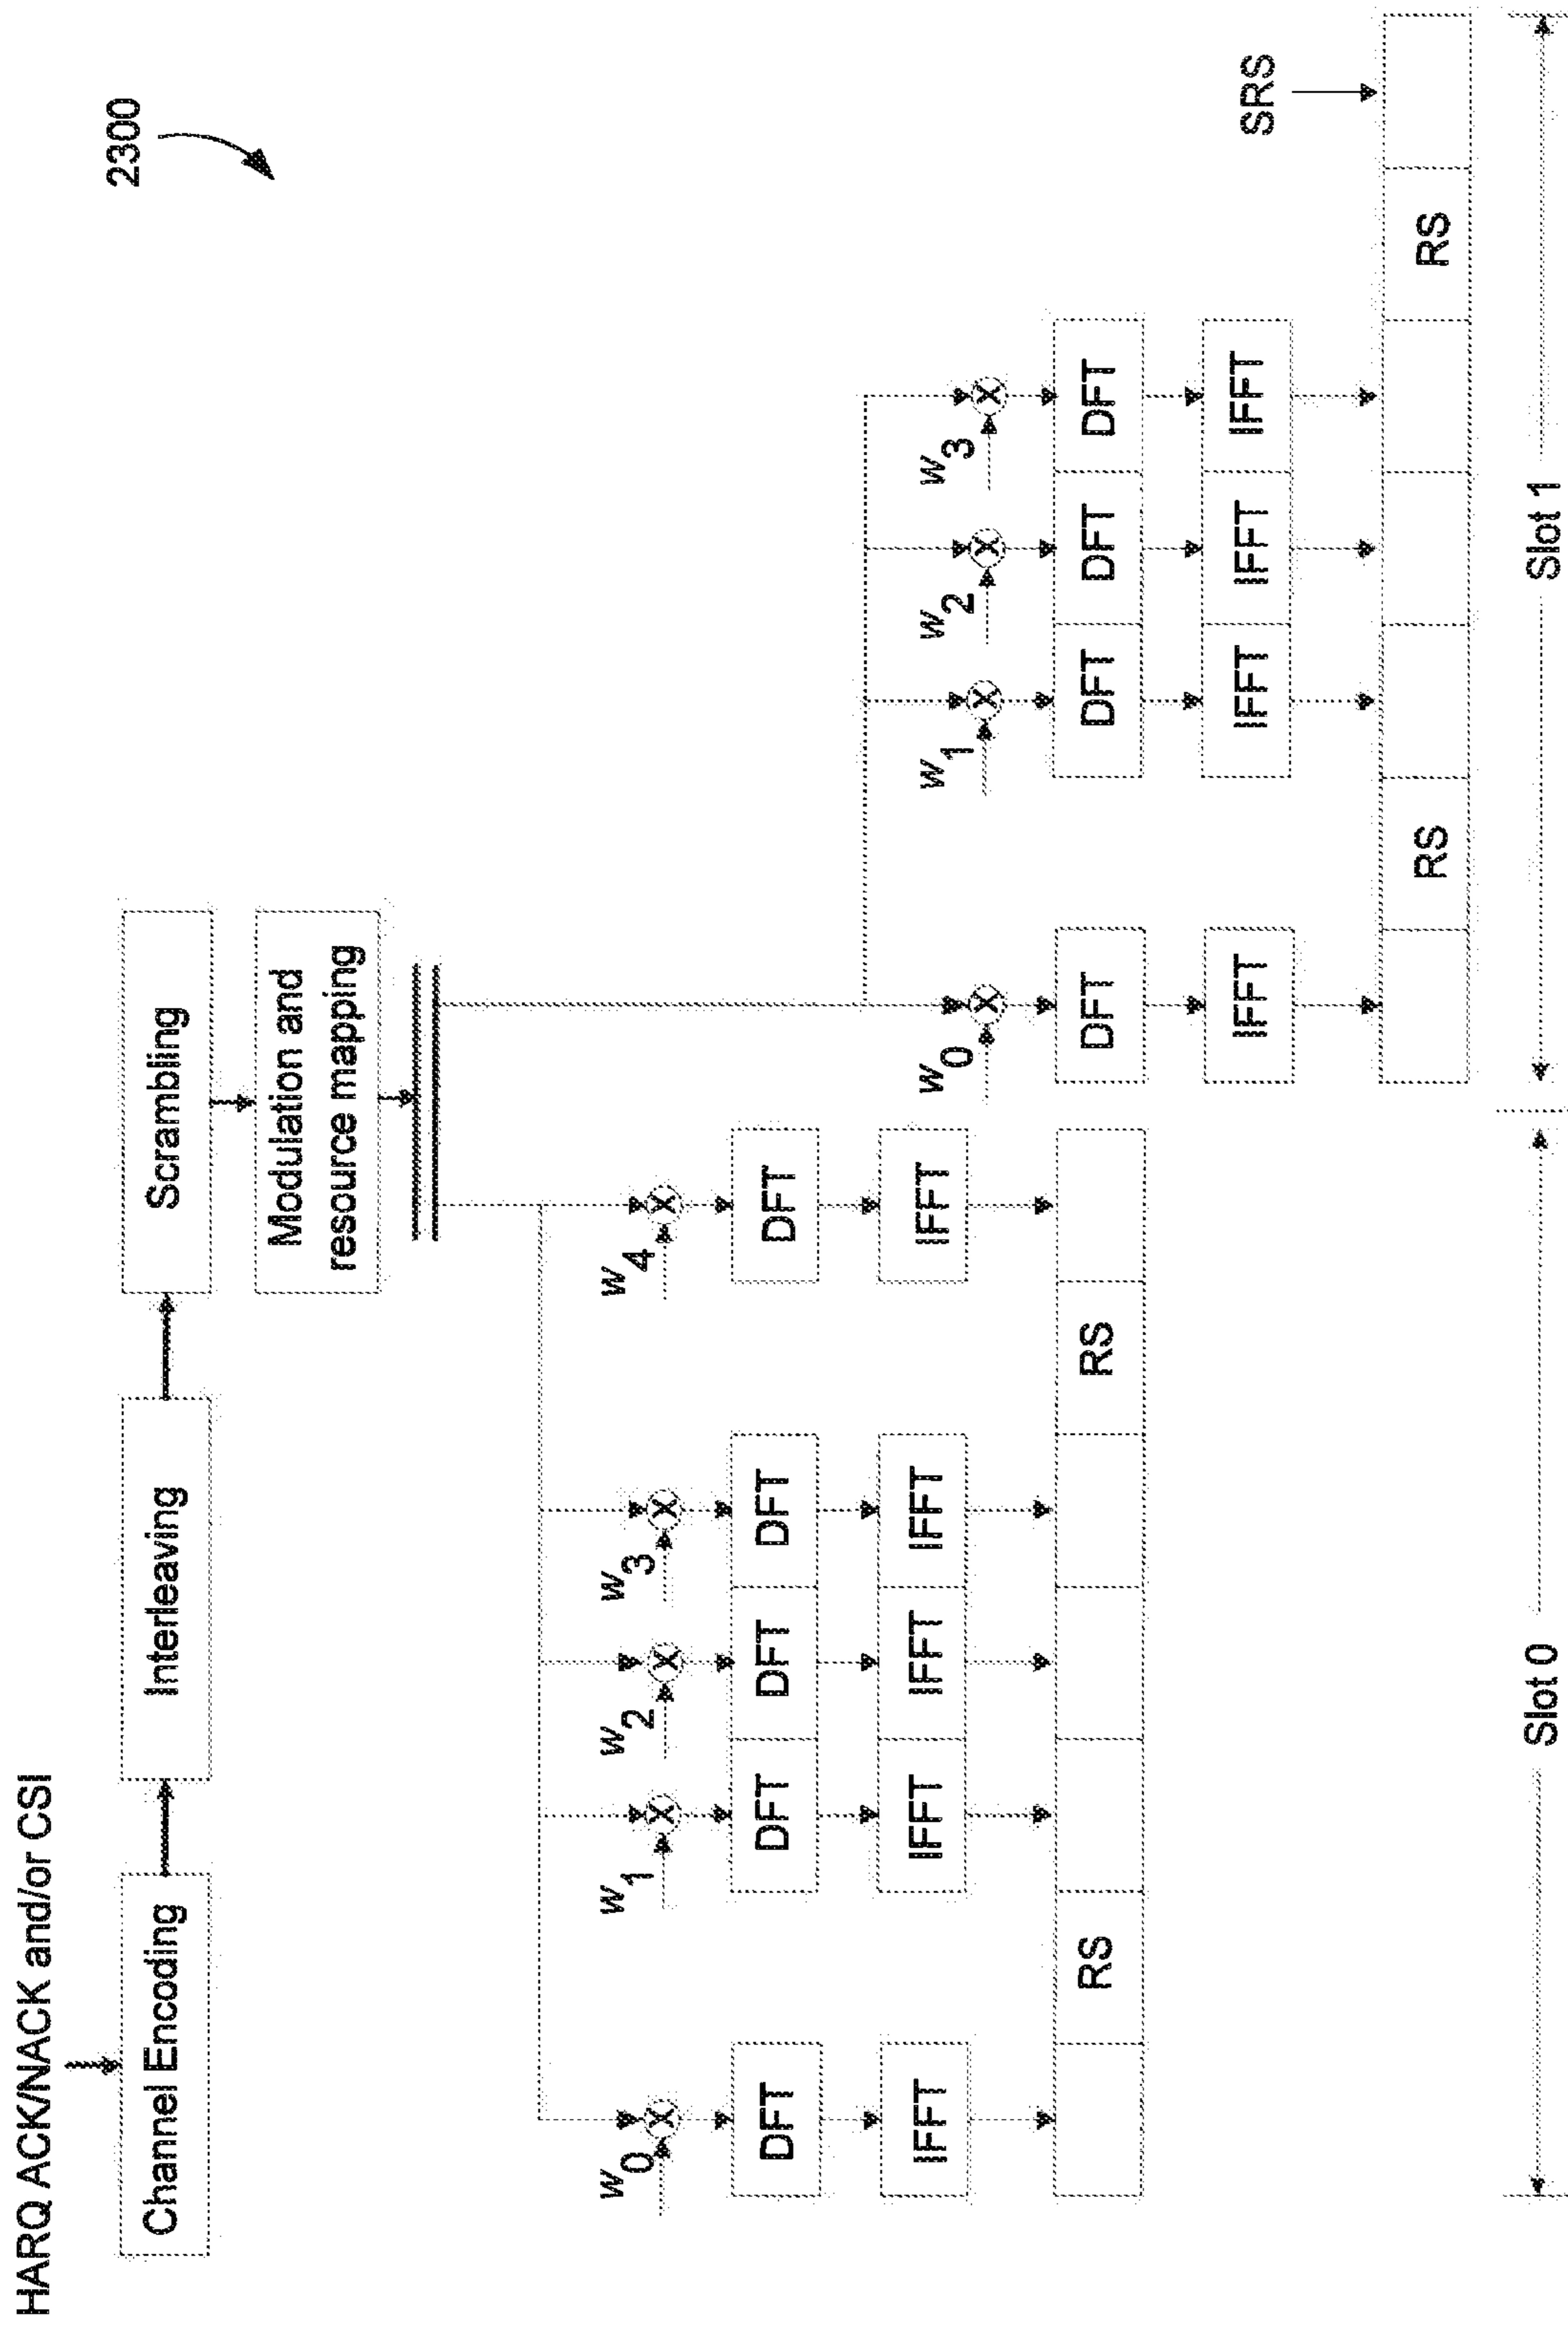 2300
HARQ ACK/NACK and/or CSI
Channel Encoding
Interleaving
Scrambling
Modulation and
resource mapping
w0
w1
w2
w3
w4
DFT
DFT
DFT
DFT
DFT
IFFT
IFFT
IFFT
IFFT
IFFT
RS
RS
w0
w1
w2
w3
DFT
DFT
DFT
DFT
IFFT
IFFT
IFFT
IFFT
SRS
RS
RS
Slot 0
Slot 1